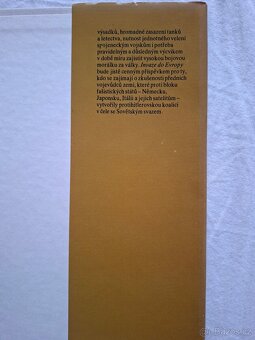 výsadků, hromadné zasazení tanků
a letectva, nutnost jednotného velení
spojeneckým vojskům i potřeba
pravidelným a důsledným výcvikem
v době míru zajistit vysokou bojovou
morálku za války. Invaze do Evropy
bude jistě cenným příspěvkem pro ty,
kdo se zajímají o zkušenosti předních
vojevůdců zemí, které proti bloku
fašistických států – Německu,
Japonsku, Itálii a jejich satelitům –
vytvořily protihitlerovskou koalici
v čele se Sovětským svazem.